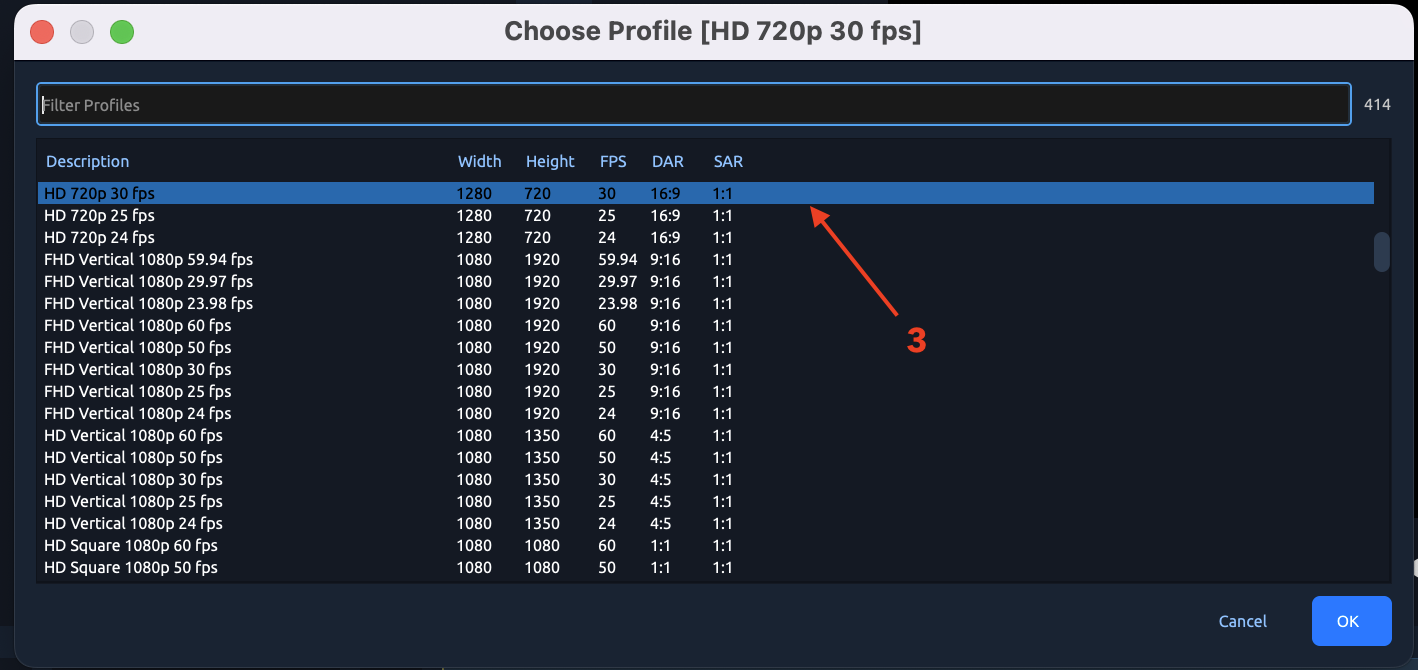 Choose Profile [HD 720p 30 fps]
Filter Profiles 414
Description Width Height FPS DAR SAR
HD 720p 30 fps 1280 720 30 16:9 1:1
HD 720p 25 fps 1280 720 25 16:9 1:1
HD 720p 24 fps 1280 720 24 16:9 1:1
FHD Vertical 1080p 59.94 fps 1080 1920 59.94 9:16 1:1
FHD Vertical 1080p 29.97 fps 1080 1920 29.97 9:16 1:1
FHD Vertical 1080p 23.98 fps 1080 1920 23.98 9:16 1:1
FHD Vertical 1080p 60 fps 1080 1920 60 9:16 1:1
FHD Vertical 1080p 50 fps 1080 1920 50 9:16 1:1
3
FHD Vertical 1080p 30 fps 1080 1920 30 9:16 1:1
FHD Vertical 1080p 25 fps 1080 1920 25 9:16 1:1
FHD Vertical 1080p 24 fps 1080 1920 24 9:16 1:1
HD Vertical 1080p 60 fps 1080 1350 60 4:5 1:1
HD Vertical 1080p 50 fps 1080 1350 50 4:5 1:1
HD Vertical 1080p 30 fps 1080 1350 30 4:5 1:1
HD Vertical 1080p 25 fps 1080 1350 25 4:5 1:1
HD Vertical 1080p 24 fps 1080 1350 24 4:5 1:1
HD Square 1080p 60 fps 1080 1080 60 1:1 1:1
HD Square 1080p 50 fps 1080 1080 50 1:1 1:1
Cancel OK